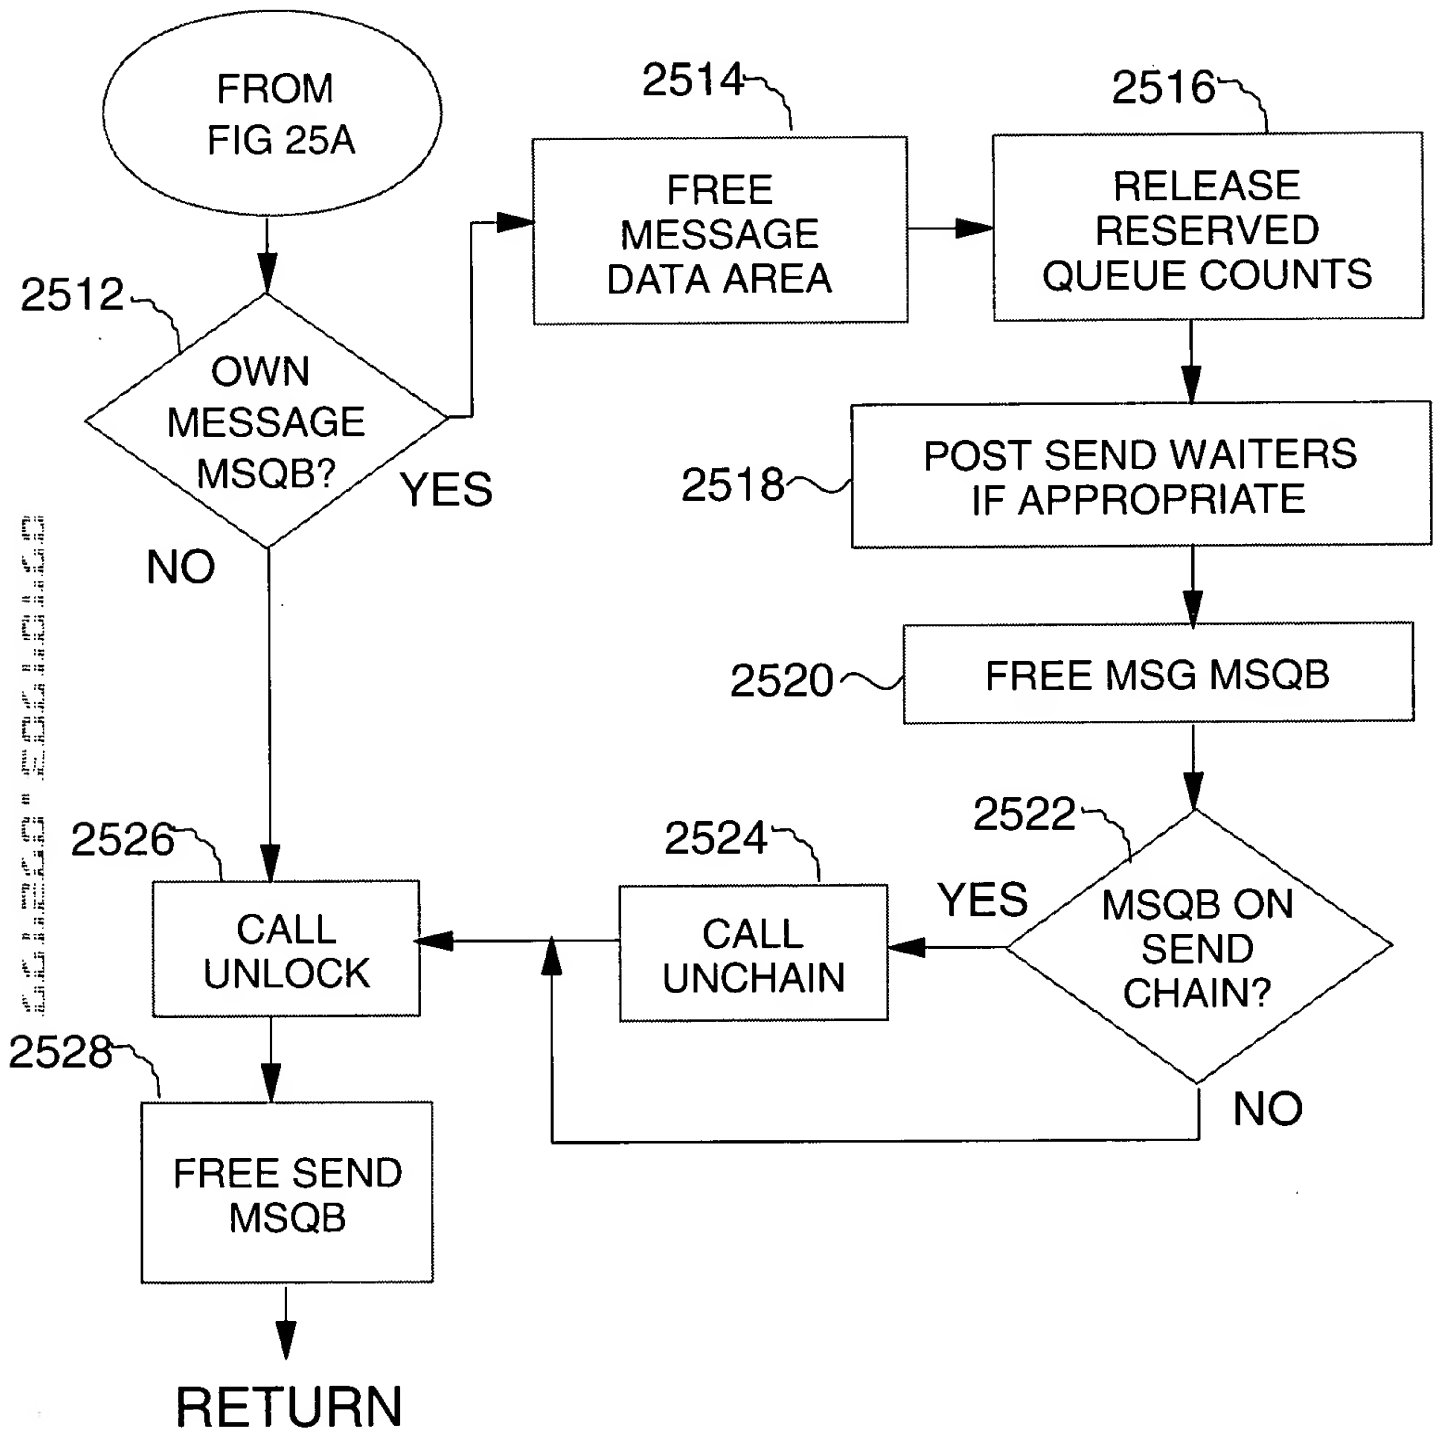 FROM
FIG 25A
2512
OWN
MESSAGE
MSQB?
YES
NO
2514
FREE
MESSAGE
DATA AREA
2516
RELEASE
RESERVED
QUEUE COUNTS
2518
POST SEND WAITERS
IF APPROPRIATE
2520
FREE MSG MSQB
2522
MSQB ON
SEND
CHAIN?
YES
NO
2524
CALL
UNCHAIN
2526
CALL
UNLOCK
2528
FREE SEND
MSQB
RETURN